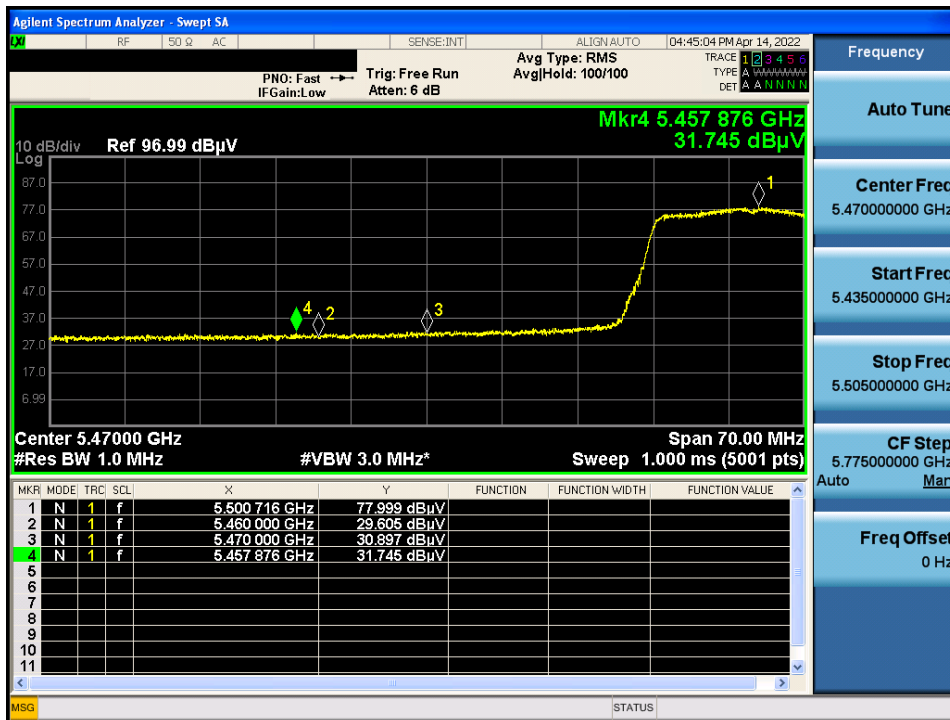 Agilent Spectrum Analyzer - Swept SA
LXI RF 50 Ω AC SENSE:INT ALIGN AUTO 04:45:04 PM Apr 14, 2022
PNO: Fast Trig: Free Run Avg Type: RMS TRACE 1 2 3 4 5 6
IFGain:Low Atten: 6 dB Avg|Hold: 100/100 TYPE A WWWWW
DET A A N N N N
Mkr4 5.457 876 GHz
31.745 dBµV
10 dB/div Ref 96.99 dBµV
Log
87.0
77.0
67.0
57.0
47.0
37.0
27.0
17.0
6.99
1
4
2
3
Center 5.47000 GHz Span 70.00 MHz
#Res BW 1.0 MHz #VBW 3.0 MHz* Sweep 1.000 ms (5001 pts)
MKR MODE TRC SCL X Y FUNCTION FUNCTION WIDTH FUNCTION VALUE
1 N 1 f 5.500 716 GHz 77.999 dBµV
2 N 1 f 5.460 000 GHz 29.605 dBµV
3 N 1 f 5.470 000 GHz 30.897 dBµV
4 N 1 f 5.457 876 GHz 31.745 dBµV
5
6
7
8
9
10
11
MSG STATUS
Frequency
Auto Tune
Center Freq
5.470000000 GHz
Start Freq
5.435000000 GHz
Stop Freq
5.505000000 GHz
CF Step
5.775000000 GHz
Auto Man
Freq Offset
0 Hz